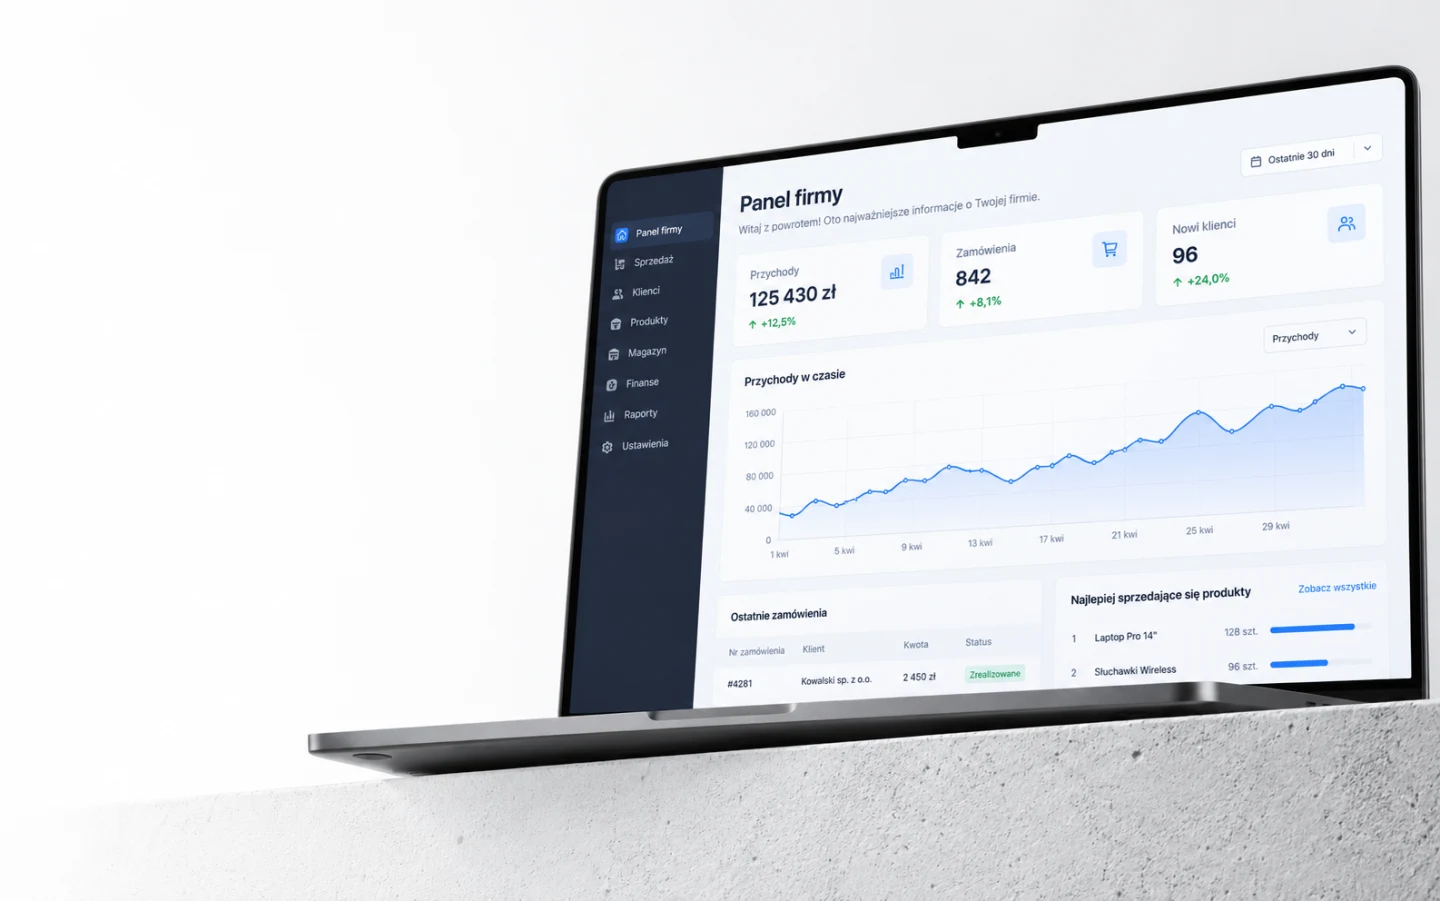 Panel firmy
Sprzedaż
Klienci
Produkty
Magazyn
Finanse
Raporty
Ustawienia
Panel firmy
Witaj z powrotem! Oto najważniejsze informacje o Twojej firmie.
Ostatnie 30 dni
Przychody
125 430 zł
+12,5%
Zamówienia
842
+8,1%
Nowi klienci
96
+24,0%
Przychody w czasie
Przychody
160 000
120 000
80 000
40 000
0
1 kwi
5 kwi
9 kwi
13 kwi
17 kwi
21 kwi
25 kwi
29 kwi
Ostatnie zamówienia
Nr zamówienia Klient Kwota Status
#4281 Kowalski sp. z o.o. 2 450 zł Zrealizowane
Najlepiej sprzedające się produkty
Zobacz wszystkie
1 Laptop Pro 14" 128 szt.
2 Słuchawki Wireless 96 szt.